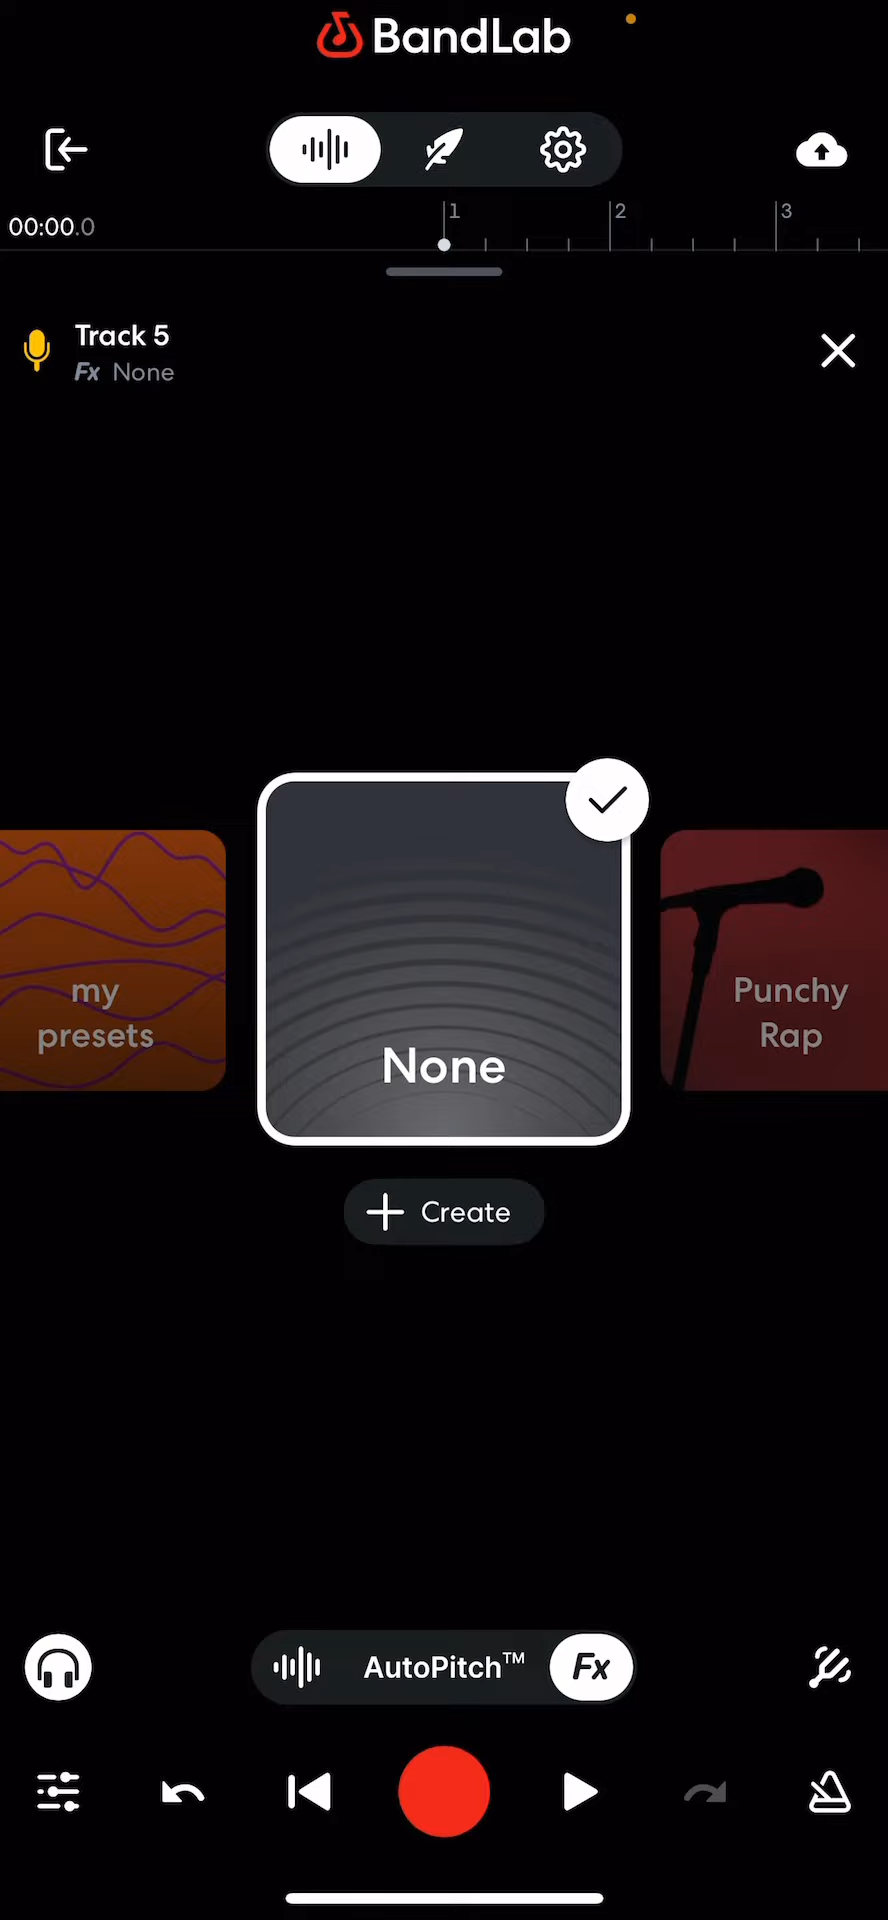 BandLab
00:00.0
1
2
3
Track 5
Fx None
my
presets
None
Punchy
Rap
Create
AutoPitch™
Fx